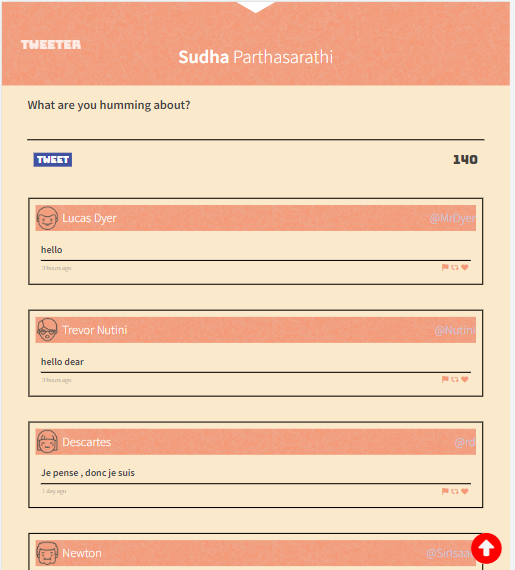 TWEETER
Sudha Parthasarathi
What are you humming about?
TWEET 140
Lucas Dyer @MrDyer
hello
3 hours ago
Trevor Nutini @Nutini
hello dear
3 hours ago
Descartes @rd
Je pense , donc je suis
1 day ago
Newton @SirIsaac